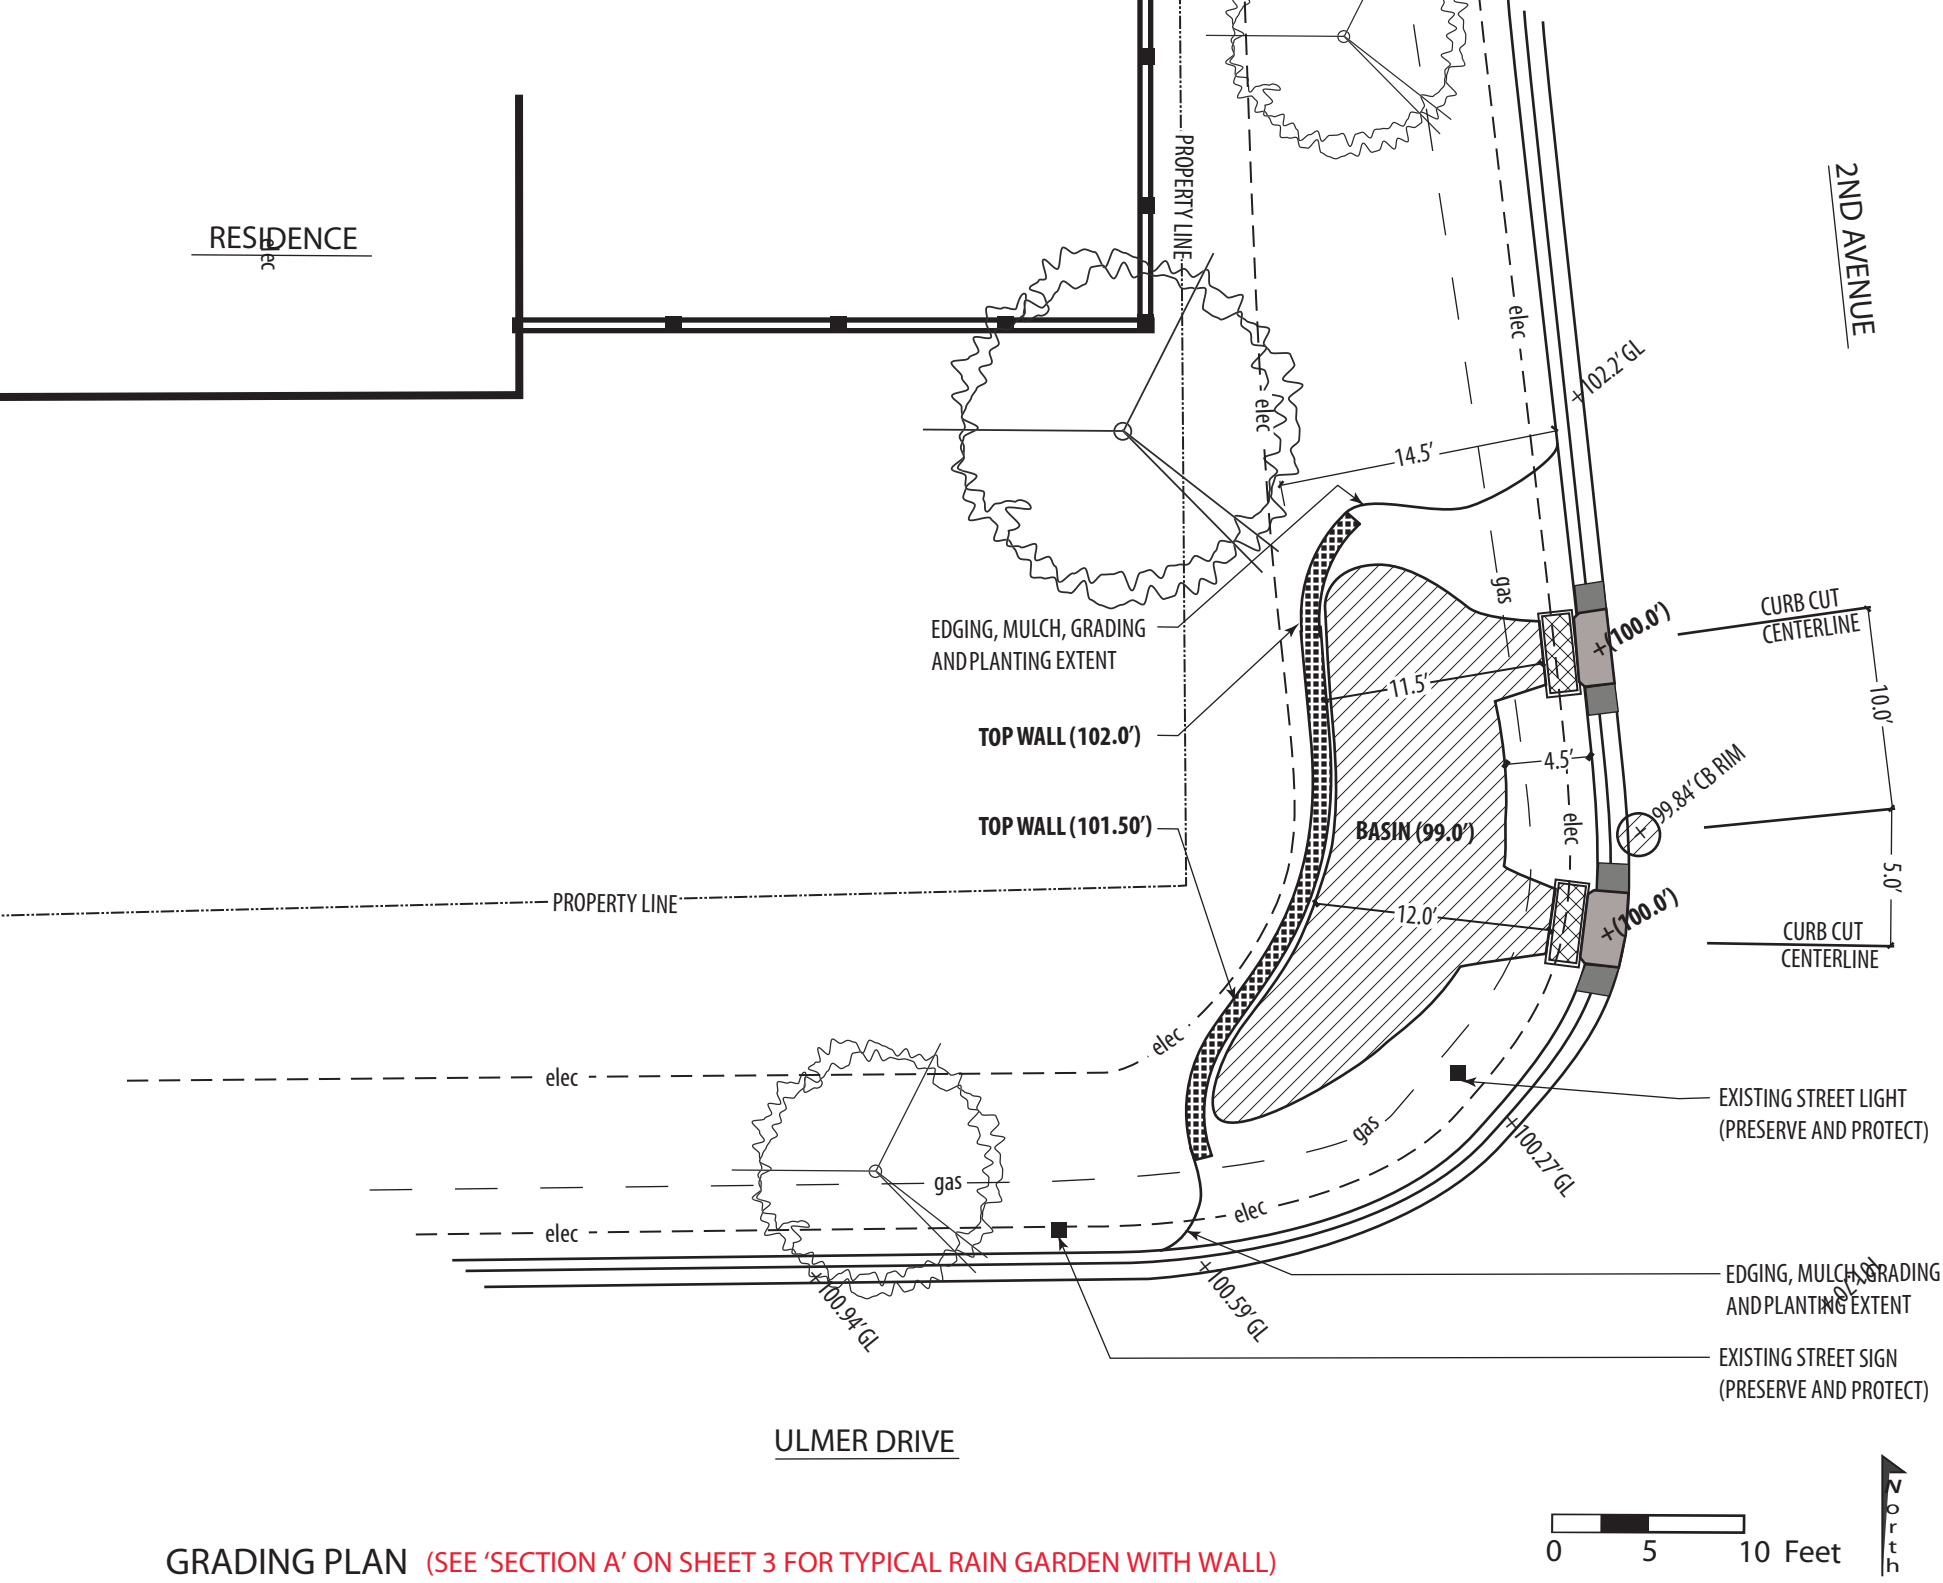 PROPERTY LINE
2ND AVENUE
RESIDENCE
elec
elec
+102.2' GL
elec
14.5'
gas
CURB CUT
CENTERLINE
+(100.0')
EDGING, MULCH, GRADING
AND PLANTING EXTENT
11.5'
10.0'
TOP WALL (102.0')
4.5'
+99.84' CB RIM
TOP WALL (101.50')
BASIN (99.0')
elec
5.0'
PROPERTY LINE
12.0'
+(100.0')
CURB CUT
CENTERLINE
elec
elec
EXISTING STREET LIGHT
(PRESERVE AND PROTECT)
gas
+100.27' GL
gas
elec
elec
EDGING, MULCH, GRADING
AND PLANTING EXTENT
+100.94' GL
+100.59' GL
EXISTING STREET SIGN
(PRESERVE AND PROTECT)
ULMER DRIVE
North
0 5 10 Feet
GRADING PLAN (SEE ‘SECTION A’ ON SHEET 3 FOR TYPICAL RAIN GARDEN WITH WALL)